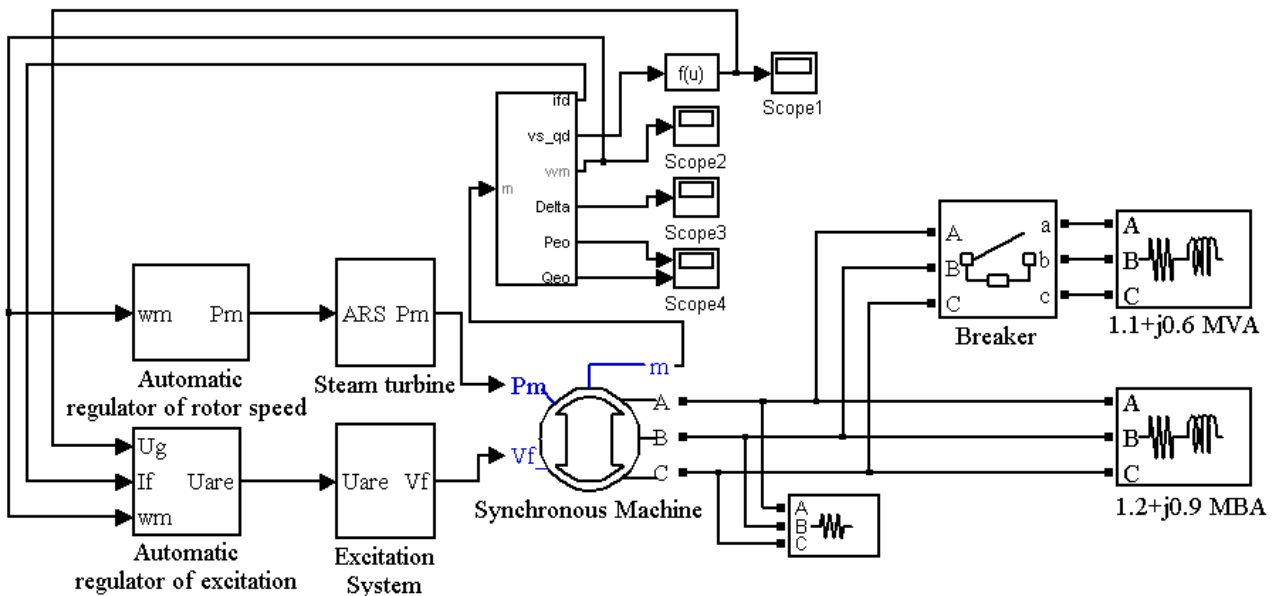 f(u)
Scope1
ifd
vs_qd
wm
Delta
Peo
Qeo
m
Scope2
Scope3
Scope4
wm Pm
Automatic
regulator of rotor speed
ARS Pm
Steam turbine
Ug
If Uare
wm
Automatic
regulator of excitation
Uare Vf
Excitation
System
Pm
Vf_
m
A
B
C
Synchronous Machine
A
B
C
a
b
c
Breaker
A
B
C
1.1+j0.6 MVA
A
B
C
1.2+j0.9 MBA
A
B
C